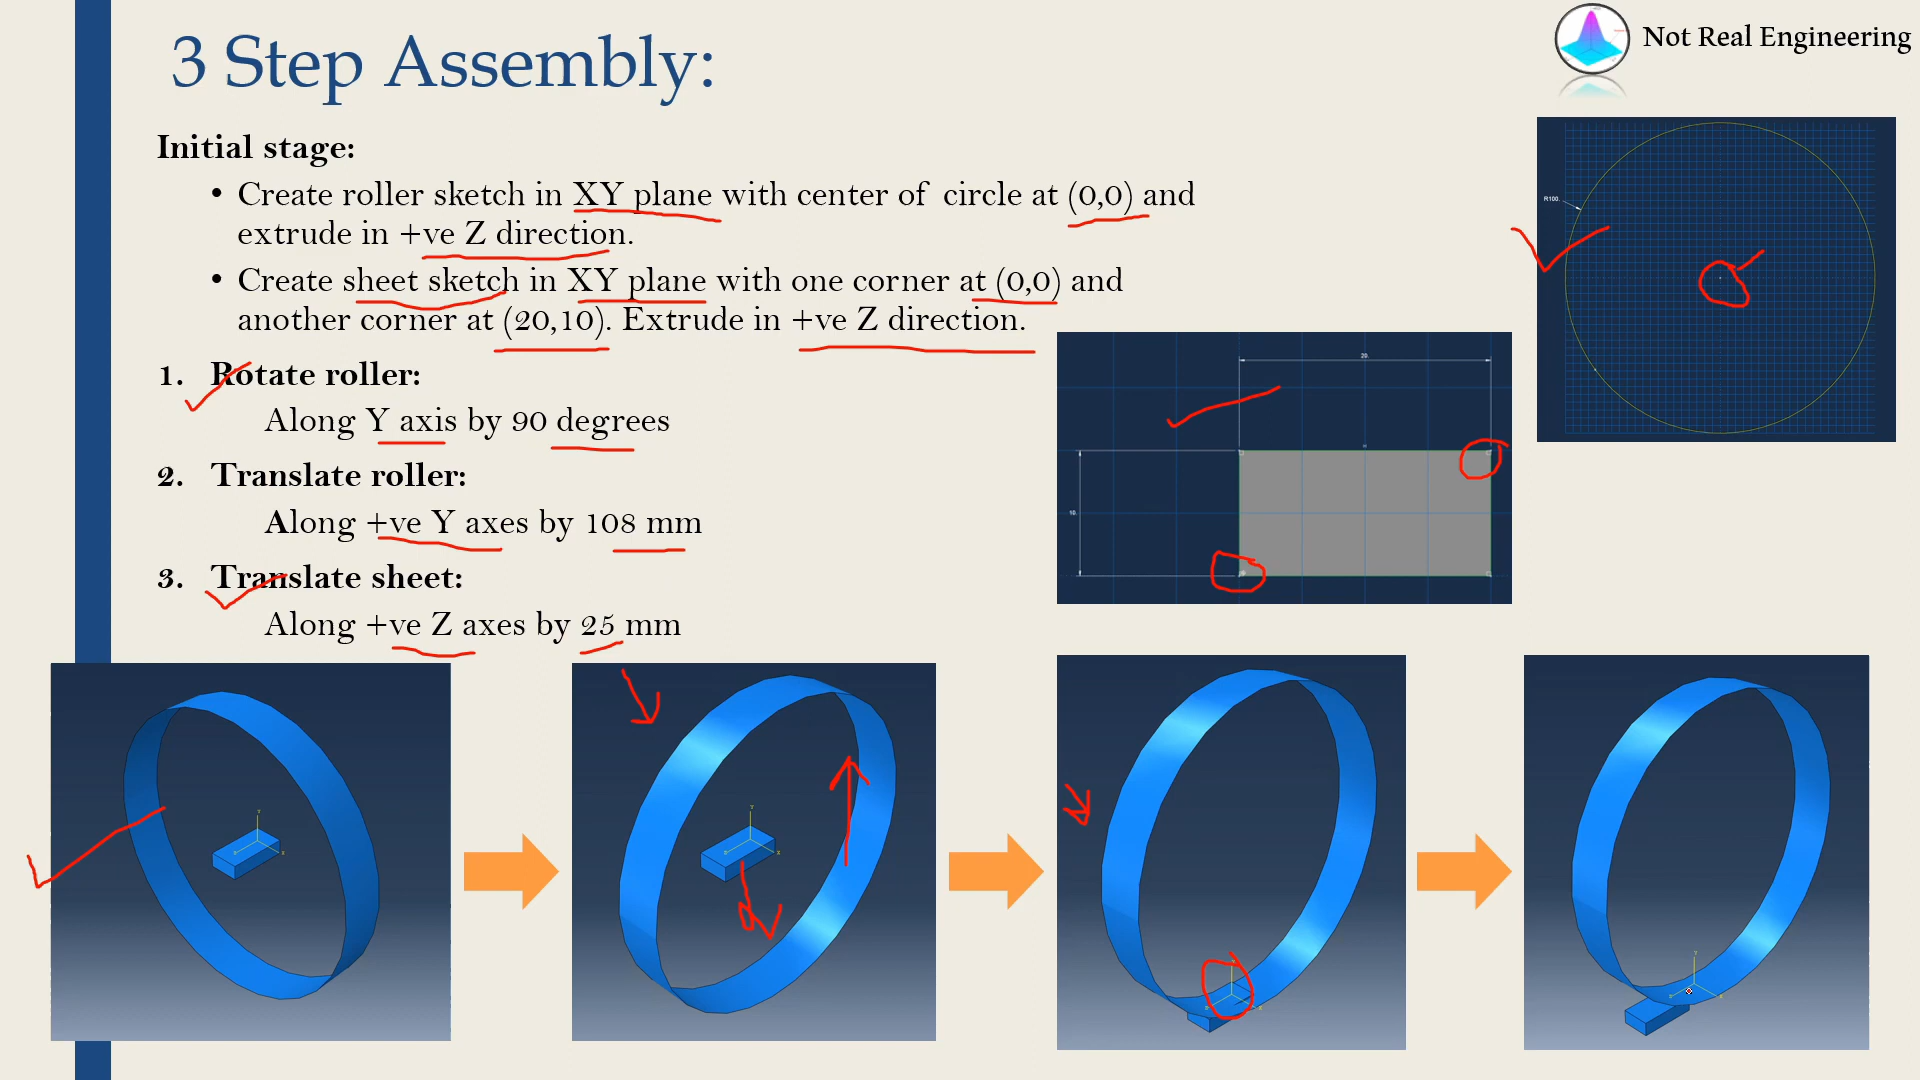 3 Step Assembly:
Not Real Engineering
Initial stage:
• Create roller sketch in XY plane with center of circle at (0,0) and
extrude in +ve Z direction.
• Create sheet sketch in XY plane with one corner at (0,0) and
another corner at (20,10). Extrude in +ve Z direction.
1. Rotate roller:
Along Y axis by 90 degrees
2. Translate roller:
Along +ve Y axes by 108 mm
3. Translate sheet:
Along +ve Z axes by 25 mm
R100.
20.
10.
Y
X
Y
X
Y